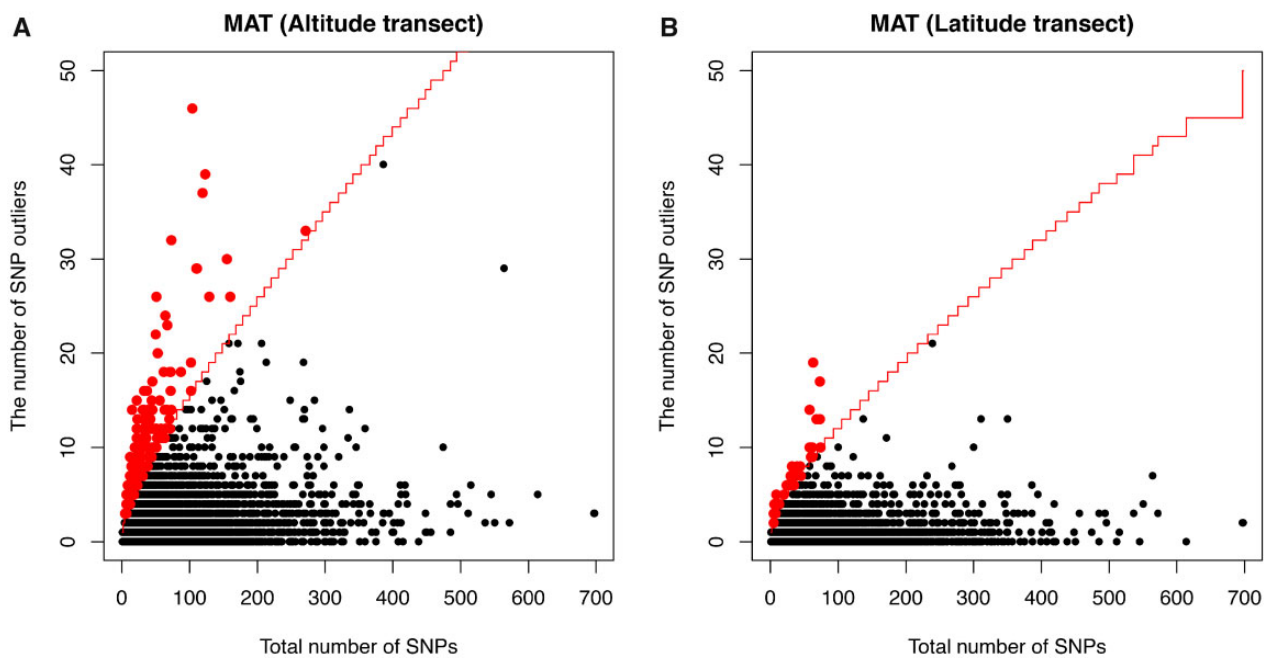 A
MAT (Altitude transect)
The number of SNP outliers
50
40
30
20
10
0
0 100 200 300 400 500 600 700
Total number of SNPs
B
MAT (Latitude transect)
The number of SNP outliers
50
40
30
20
10
0
0 100 200 300 400 500 600 700
Total number of SNPs